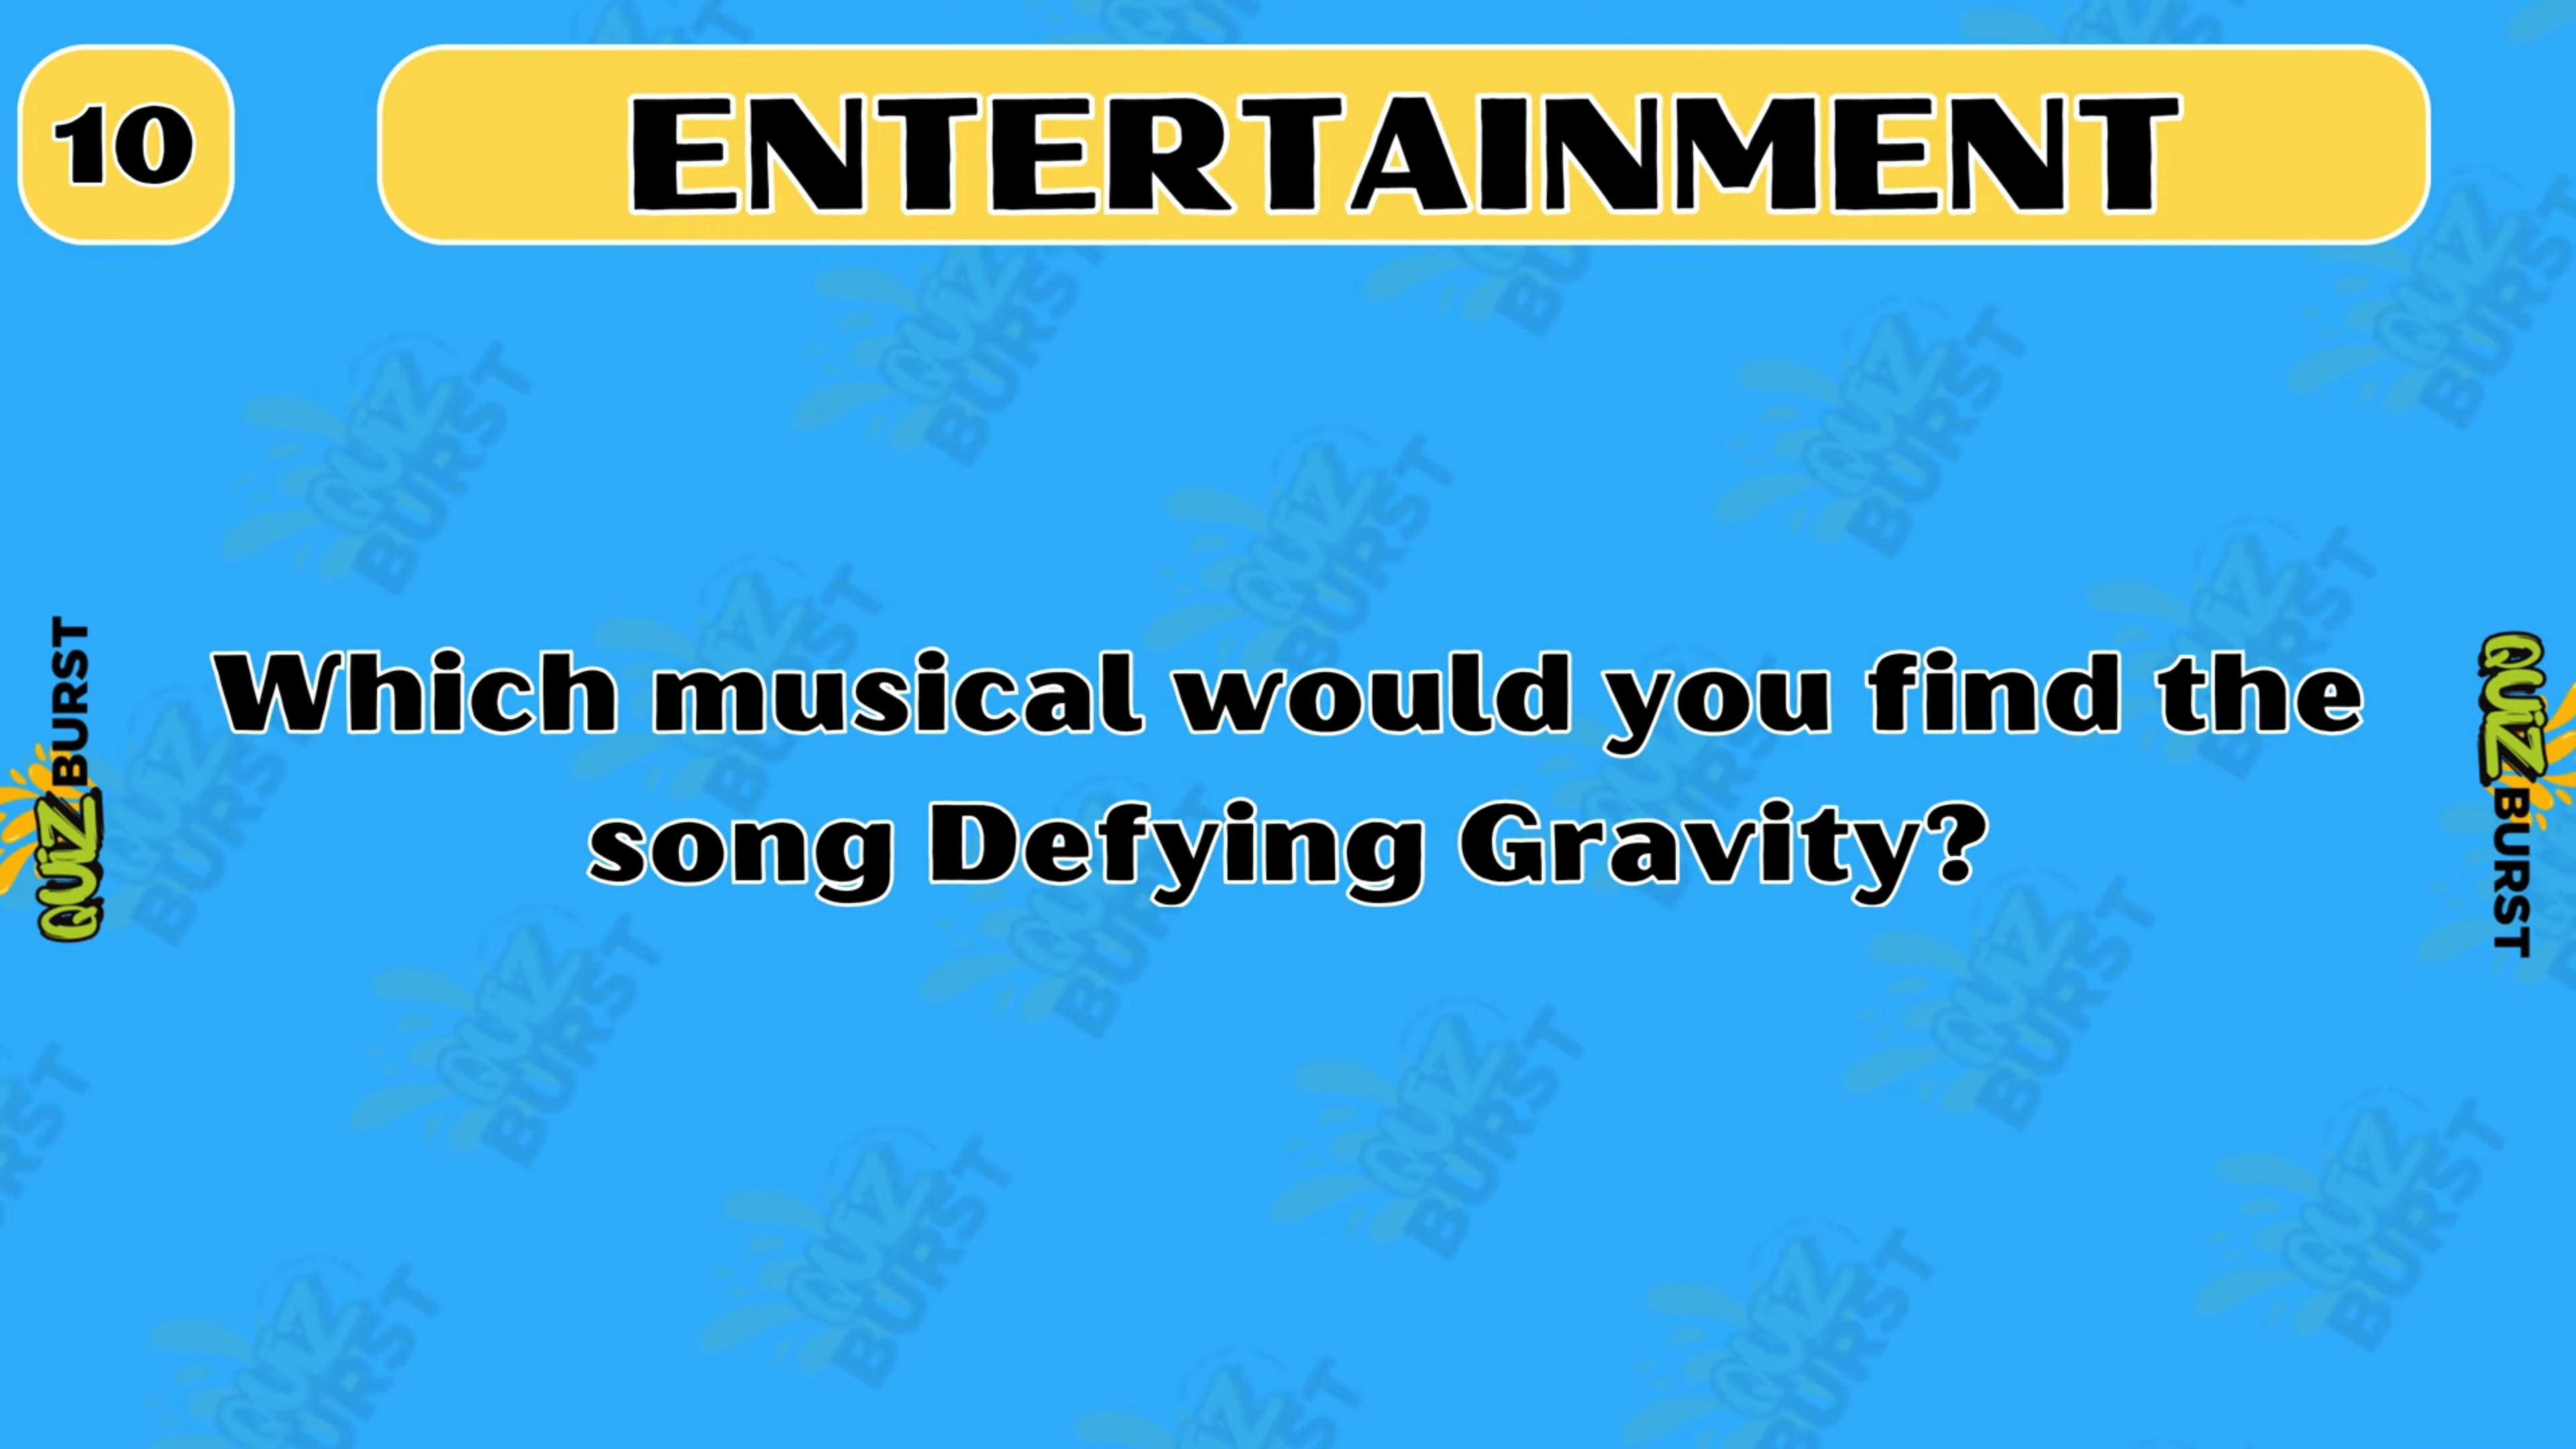 10
ENTERTAINMENT
Which musical would you find the
song Defying Gravity?
QUIZ BURST
QUIZ BURST